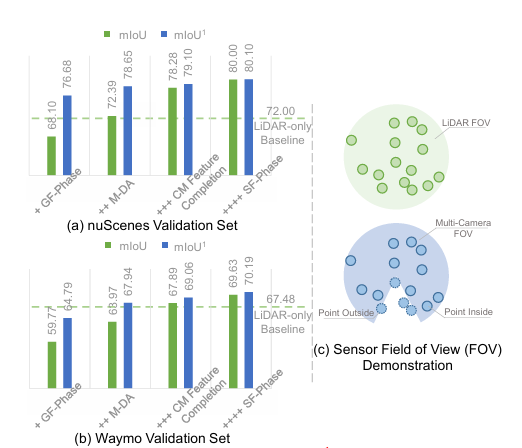 mIoU mIoU¹
68.10 76.68 72.39 78.65 78.28 79.10 80.00 80.10
72.00
LiDAR-only
Baseline
+ GF-Phase
++ M-DA
+++ CM Feature
Completion
++++ SF-Phase
(a) nuScenes Validation Set
mIoU mIoU¹
59.77 64.79 63.97 67.94 67.89 69.06 69.63 70.19
67.48
LiDAR-only
Baseline
+ GF-Phase
++ M-DA
+++ CM Feature
Completion
++++ SF-Phase
(b) Waymo Validation Set
LiDAR FOV
Multi-Camera
FOV
Point Outside
Point Inside
(c) Sensor Field of View (FOV)
Demonstration